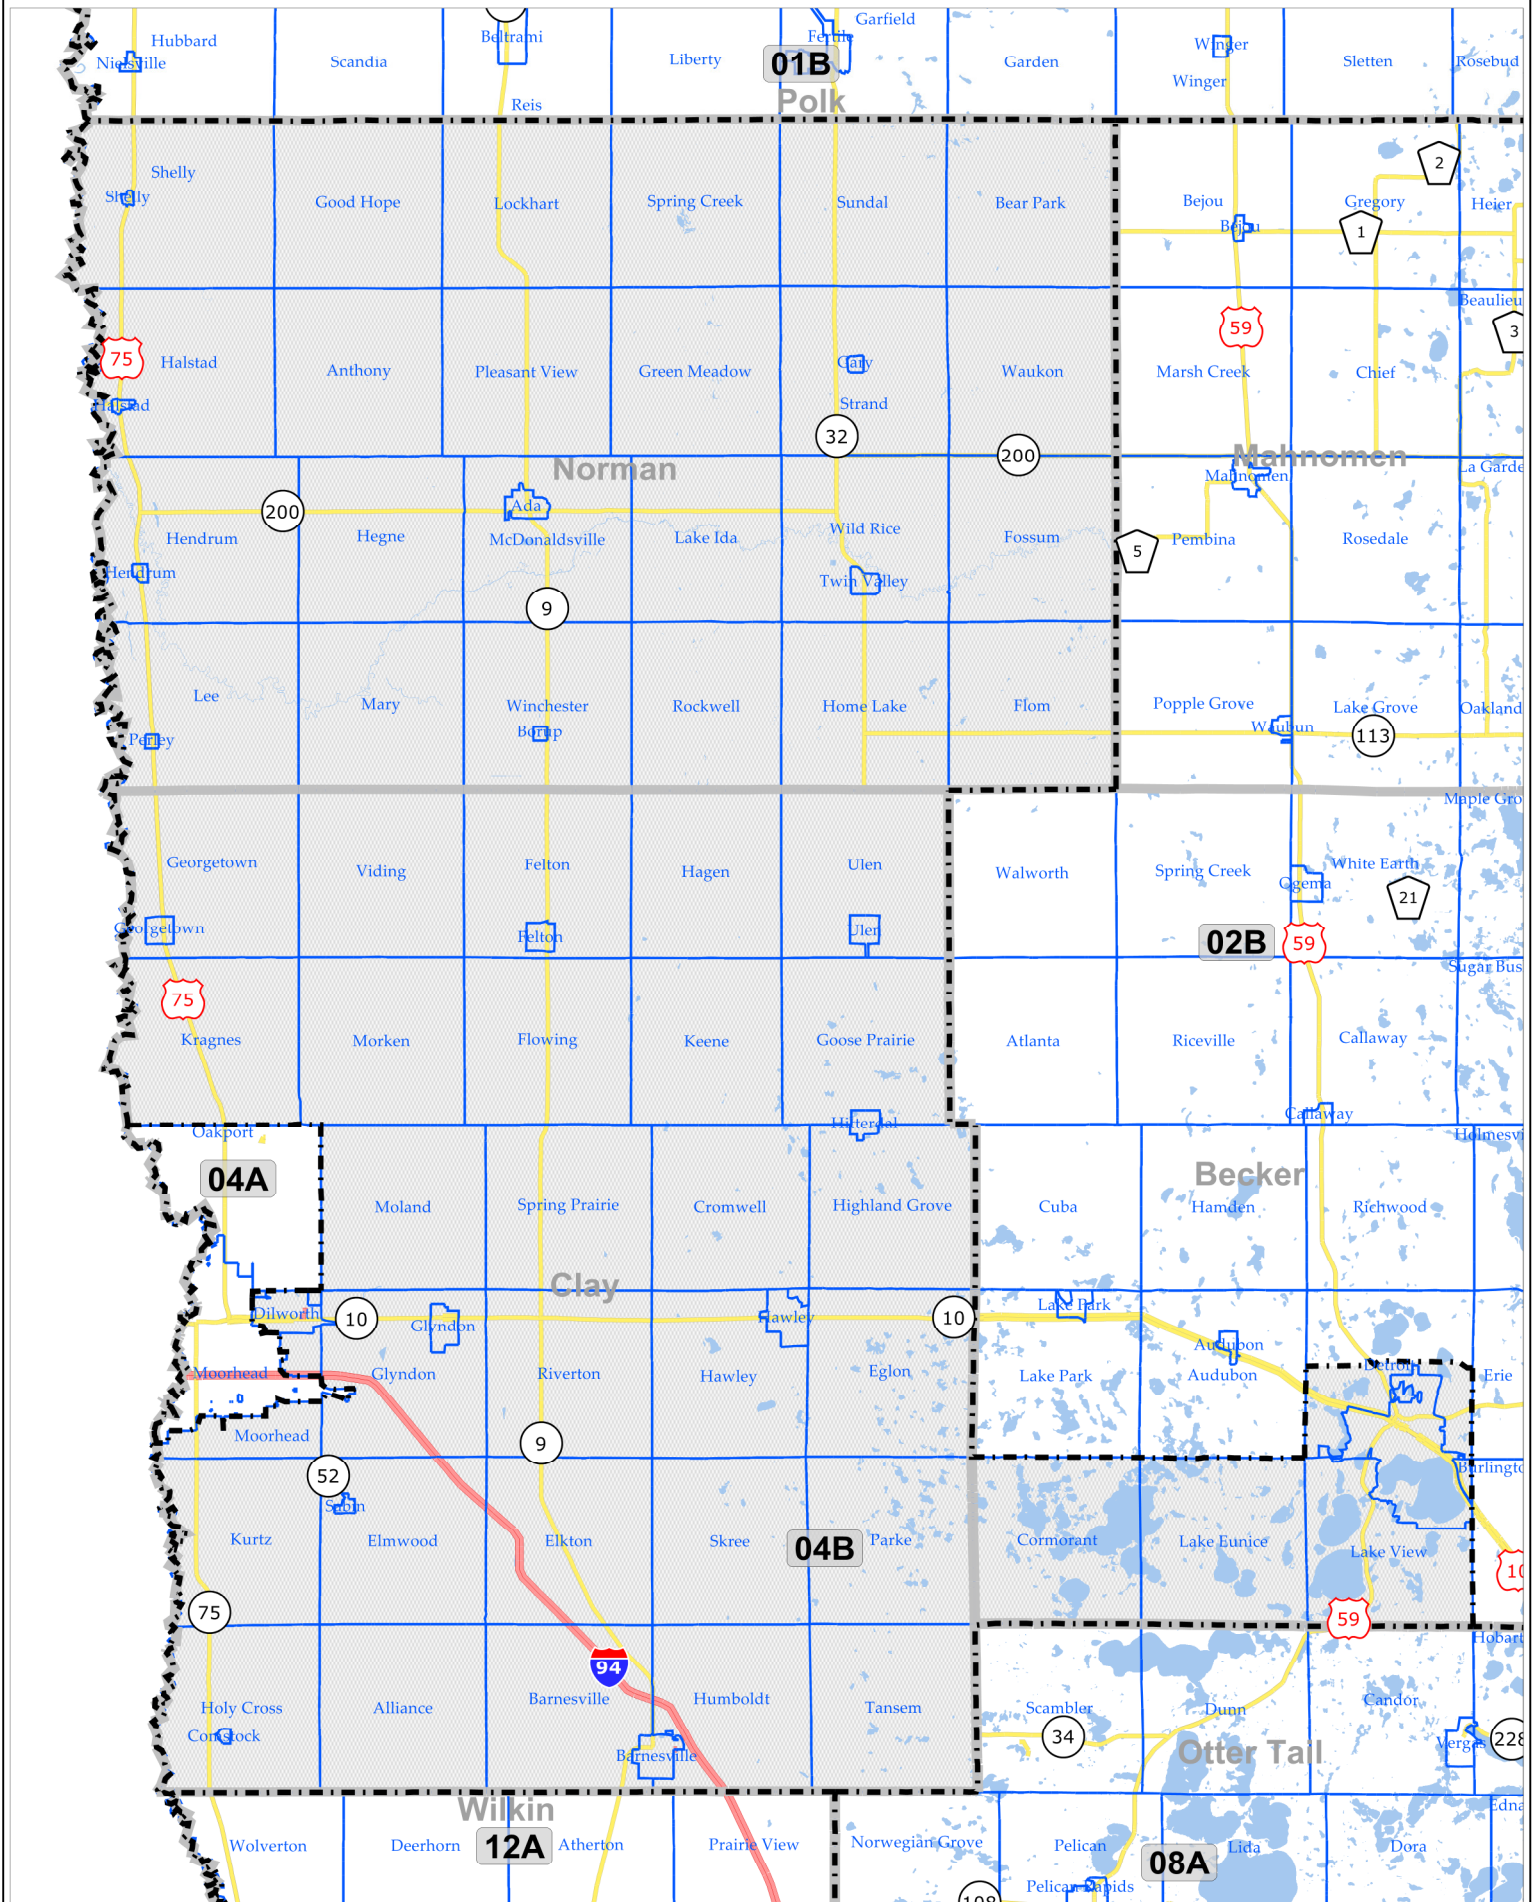 Garfield
Hubbard
Beltrami
Fertile
Winger
Nielsville
Scandia
Liberty
01B
Garden
Sletten
Rosebud
Winger
Polk
Reis
2
Shelly
Shelly
Good Hope
Lockhart
Spring Creek
Sundal
Bear Park
Bejou
Gregory
Heier
Bejou
1
Beaulieu
59
3
75
Halstad
Anthony
Pleasant View
Green Meadow
Gary
Waukon
Marsh Creek
Chief
Halstad
Strand
32
200
Mahnomen
Norman
La Garde
Mahnomen
200
Ada
Hendrum
Hegne
McDonaldsville
Lake Ida
Wild Rice
Fossum
5
Pembina
Rosedale
Hendrum
Twin Valley
9
Lee
Mary
Winchester
Rockwell
Home Lake
Flom
Popple Grove
Lake Grove
Oakland
Perley
Borup
Waubun
113
Maple Gro
Georgetown
Viding
Felton
Hagen
Ulen
Walworth
Spring Creek
White Earth
Ogema
21
Georgetown
Felton
Ulen
02B
59
Sugar Bus
75
Kragnes
Morken
Flowing
Keene
Goose Prairie
Atlanta
Riceville
Callaway
Hitterdal
Callaway
Oakport
Holmesvi
04A
Becker
Moland
Spring Prairie
Cromwell
Highland Grove
Cuba
Hamden
Richwood
Clay
Dilworth
10
Glyndon
Hawley
10
Lake Park
Audubon
Moorhead
Glyndon
Riverton
Hawley
Eglon
Lake Park
Audubon
Detroit
Erie
Moorhead
9
52
Sabin
Burlingto
Kurtz
Elmwood
Elkton
Skree
04B
Parke
Cormorant
Lake Eunice
Lake View
10
75
59
Hobart
94
Holy Cross
Alliance
Barnesville
Humboldt
Tansem
Scambler
Dunn
Candor
Comstock
Barnesville
34
Otter Tail
Vergas
228
Wilkin
Edna
Wolverton
Deerhorn
12A
Atherton
Prairie View
Norwegian Grove
Pelican
08A
Lida
Dora
Pelican Rapids
108